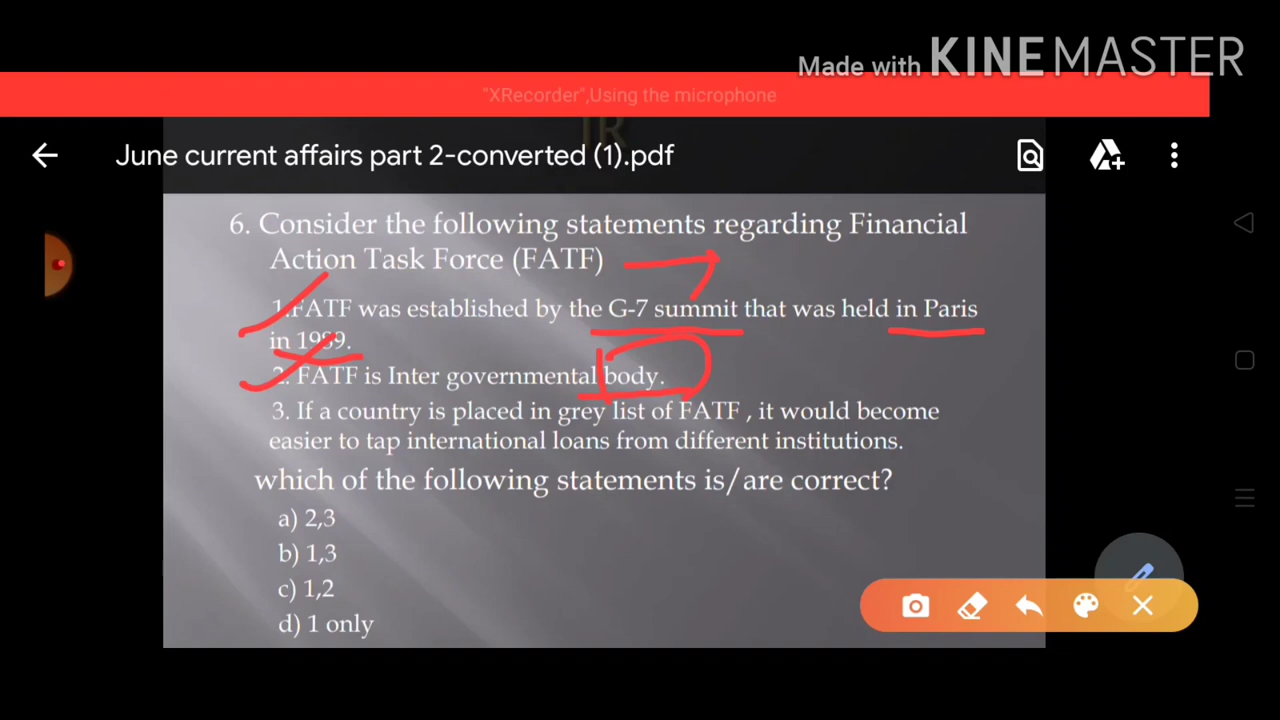 Made with KINEMASTER
"XRecorder",Using the microphone
June current affairs part 2-converted (1).pdf
6. Consider the following statements regarding Financial
Action Task Force (FATF)
1.FATF was established by the G-7 summit that was held in Paris
in 1989.
2. FATF is Inter governmental body.
3. If a country is placed in grey list of FATF , it would become
easier to tap international loans from different institutions.
which of the following statements is/are correct?
a) 2,3
b) 1,3
c) 1,2
d) 1 only